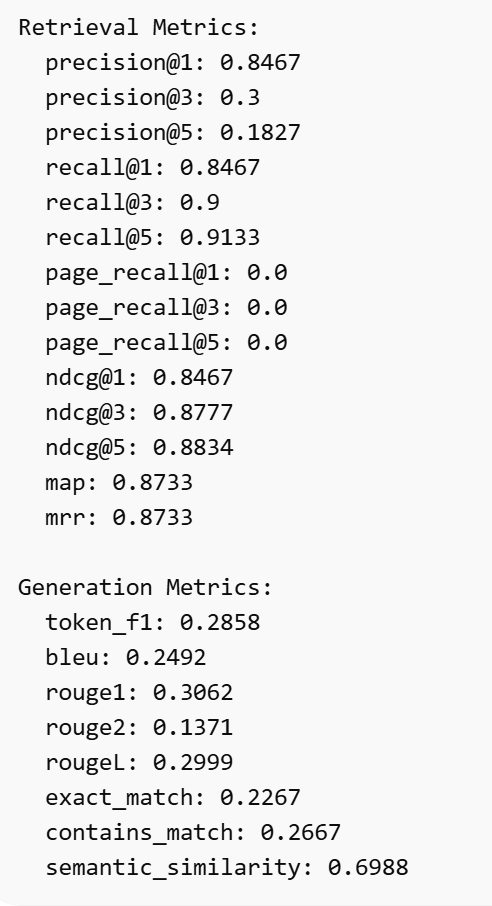 Retrieval Metrics:
precision@1: 0.8467
precision@3: 0.3
precision@5: 0.1827
recall@1: 0.8467
recall@3: 0.9
recall@5: 0.9133
page_recall@1: 0.0
page_recall@3: 0.0
page_recall@5: 0.0
ndcg@1: 0.8467
ndcg@3: 0.8777
ndcg@5: 0.8834
map: 0.8733
mrr: 0.8733
Generation Metrics:
token_f1: 0.2858
bleu: 0.2492
rouge1: 0.3062
rouge2: 0.1371
rougeL: 0.2999
exact_match: 0.2267
contains_match: 0.2667
semantic_similarity: 0.6988